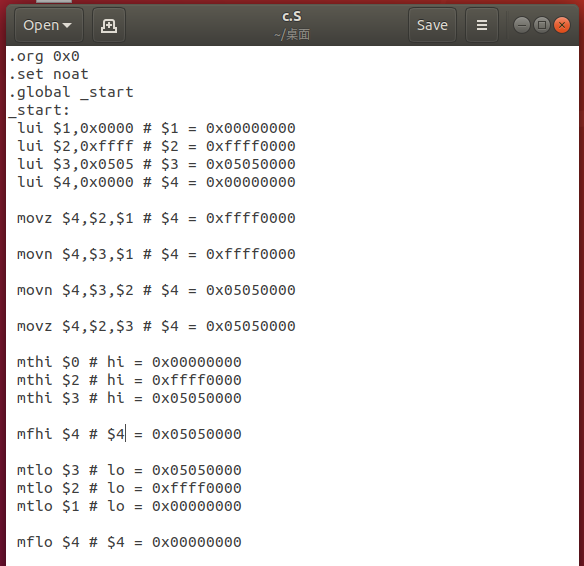 Open
c.S
~/桌面
Save
.org 0x0
.set noat
.global _start
_start:
lui $1,0x0000 # $1 = 0x00000000
lui $2,0xffff # $2 = 0xffff0000
lui $3,0x0505 # $3 = 0x05050000
lui $4,0x0000 # $4 = 0x00000000
movz $4,$2,$1 # $4 = 0xffff0000
movn $4,$3,$1 # $4 = 0xffff0000
movn $4,$3,$2 # $4 = 0x05050000
movz $4,$2,$3 # $4 = 0x05050000
mthi $0 # hi = 0x00000000
mthi $2 # hi = 0xffff0000
mthi $3 # hi = 0x05050000
mfhi $4 # $4 = 0x05050000
mtlo $3 # lo = 0x05050000
mtlo $2 # lo = 0xffff0000
mtlo $1 # lo = 0x00000000
mflo $4 # $4 = 0x00000000